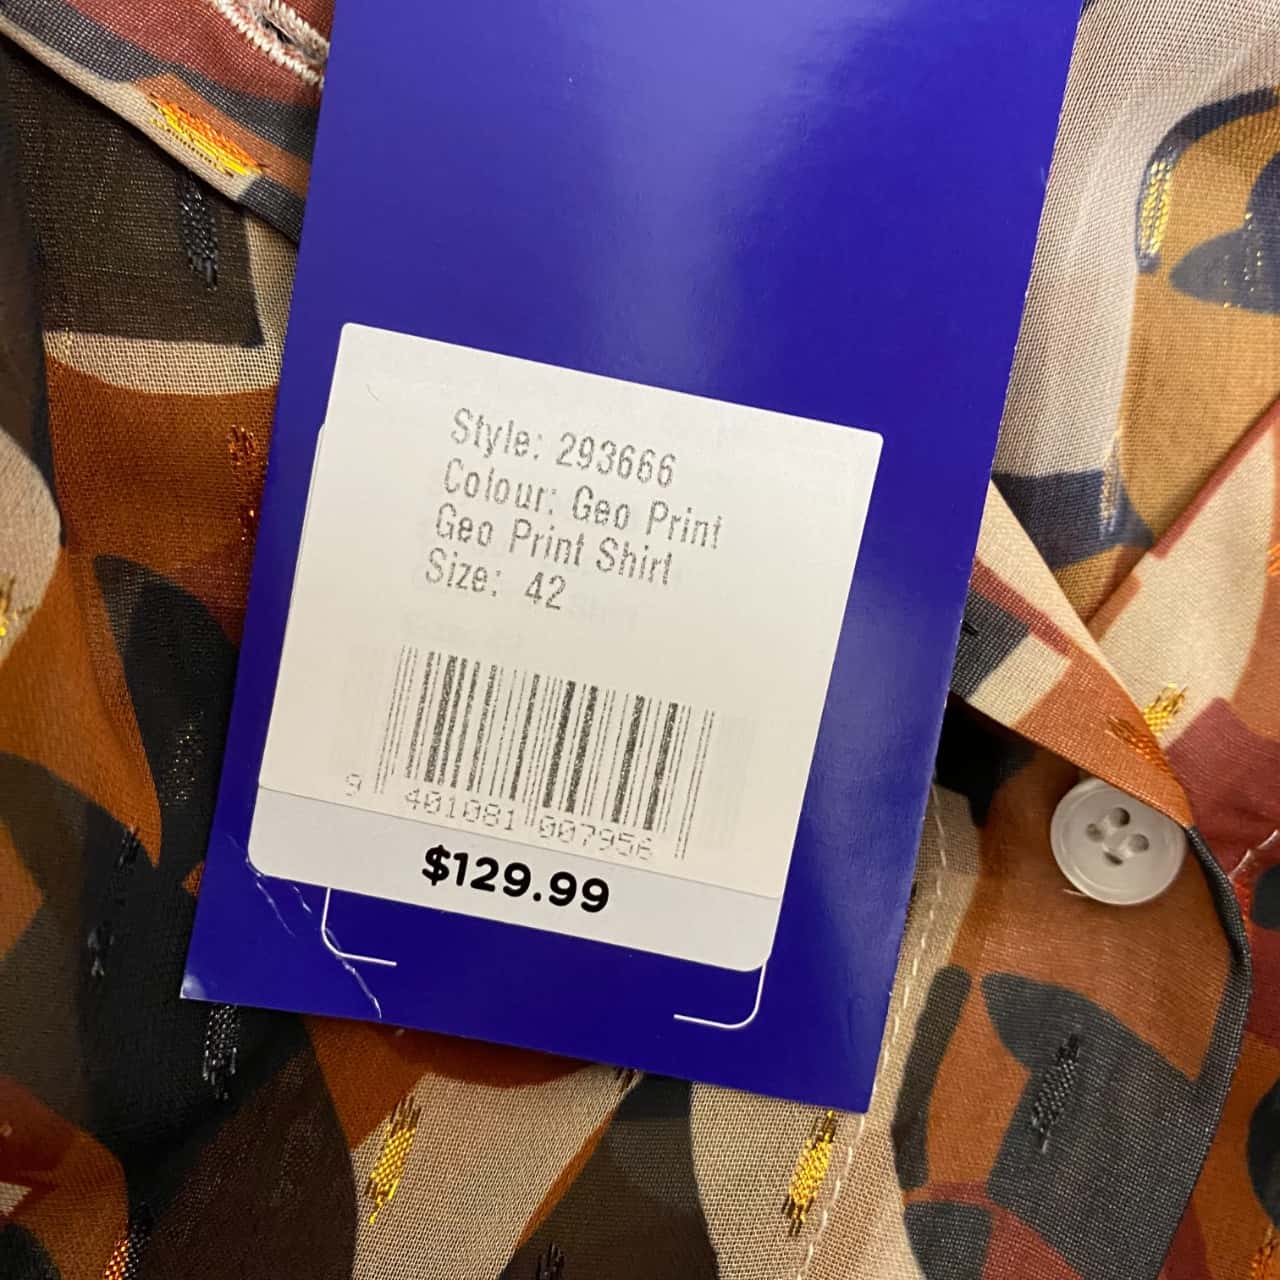 Style: 293666
Colour: Geo Print
Geo Print Shirt
Size: 42
9 401081 007956
$129.99